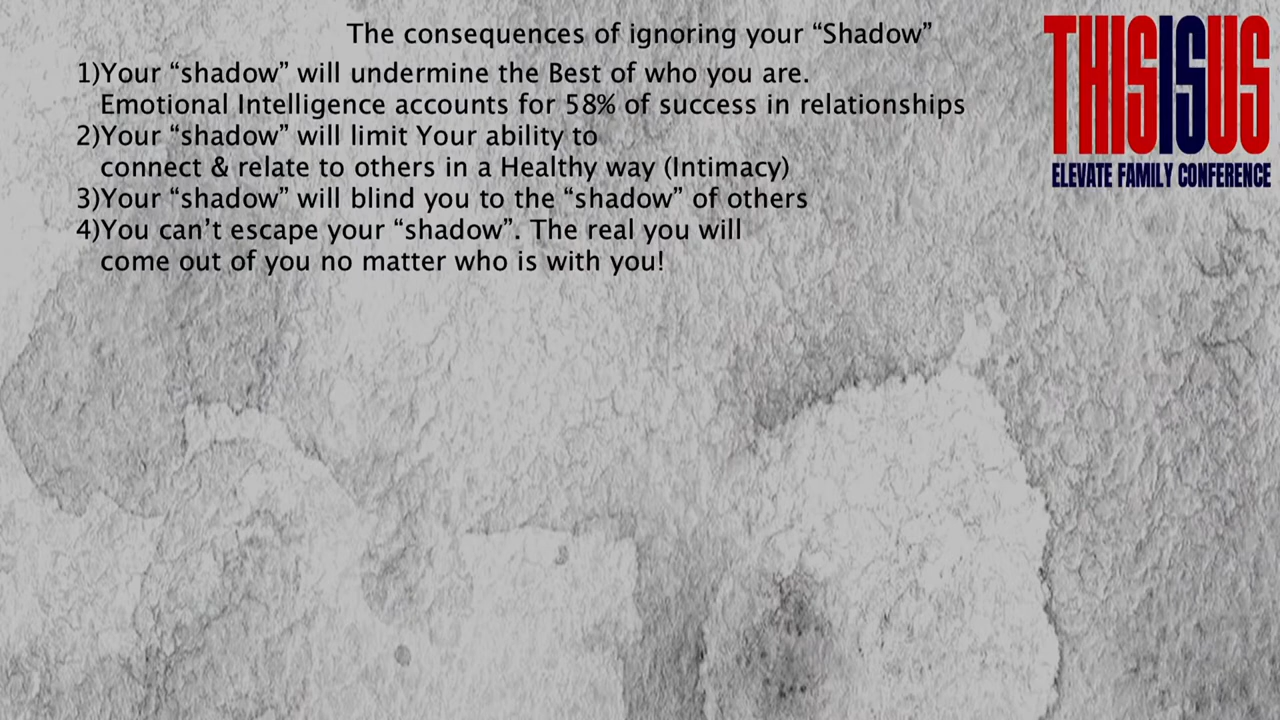 The consequences of ignoring your “Shadow”
1)Your “shadow” will undermine the Best of who you are.
Emotional Intelligence accounts for 58% of success in relationships
2)Your “shadow” will limit Your ability to
connect & relate to others in a Healthy way (Intimacy)
3)Your “shadow” will blind you to the “shadow” of others
4)You can’t escape your “shadow”. The real you will
come out of you no matter who is with you!
THISISUS
ELEVATE FAMILY CONFERENCE